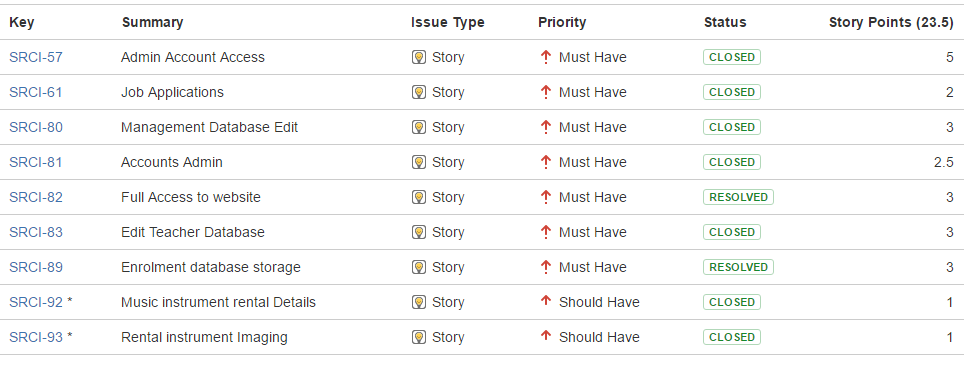 Key Summary Issue Type Priority Status Story Points (23.5)
SRCI-57 Admin Account Access Story Must Have CLOSED 5
SRCI-61 Job Applications Story Must Have CLOSED 2
SRCI-80 Management Database Edit Story Must Have CLOSED 3
SRCI-81 Accounts Admin Story Must Have CLOSED 2.5
SRCI-82 Full Access to website Story Must Have RESOLVED 3
SRCI-83 Edit Teacher Database Story Must Have CLOSED 3
SRCI-89 Enrolment database storage Story Must Have RESOLVED 3
SRCI-92 * Music instrument rental Details Story Should Have CLOSED 1
SRCI-93 * Rental instrument Imaging Story Should Have CLOSED 1